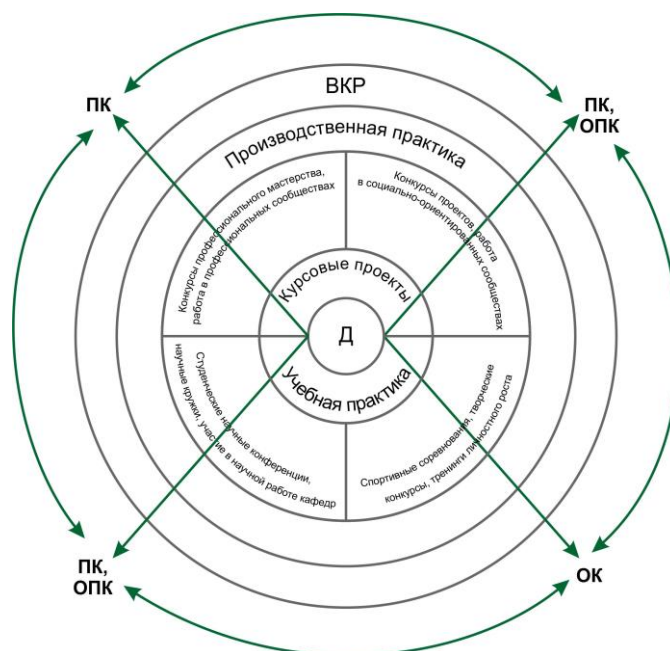 ВКР
ПК
ПК,
ОПК
Производственная практика
Конкурсы профессионального мастерства,
работа в профессиональных сообществах
Конкурсы проектов, работа
в социально-ориентированных сообществах
Курсовые проекты
Д
Учебная практика
Студенческие научные конференции,
научные кружки, участие в научной работе кафедр
Спортивные соревнования, творческие
конкурсы, тренинги личностного роста
ПК,
ОПК
ОК